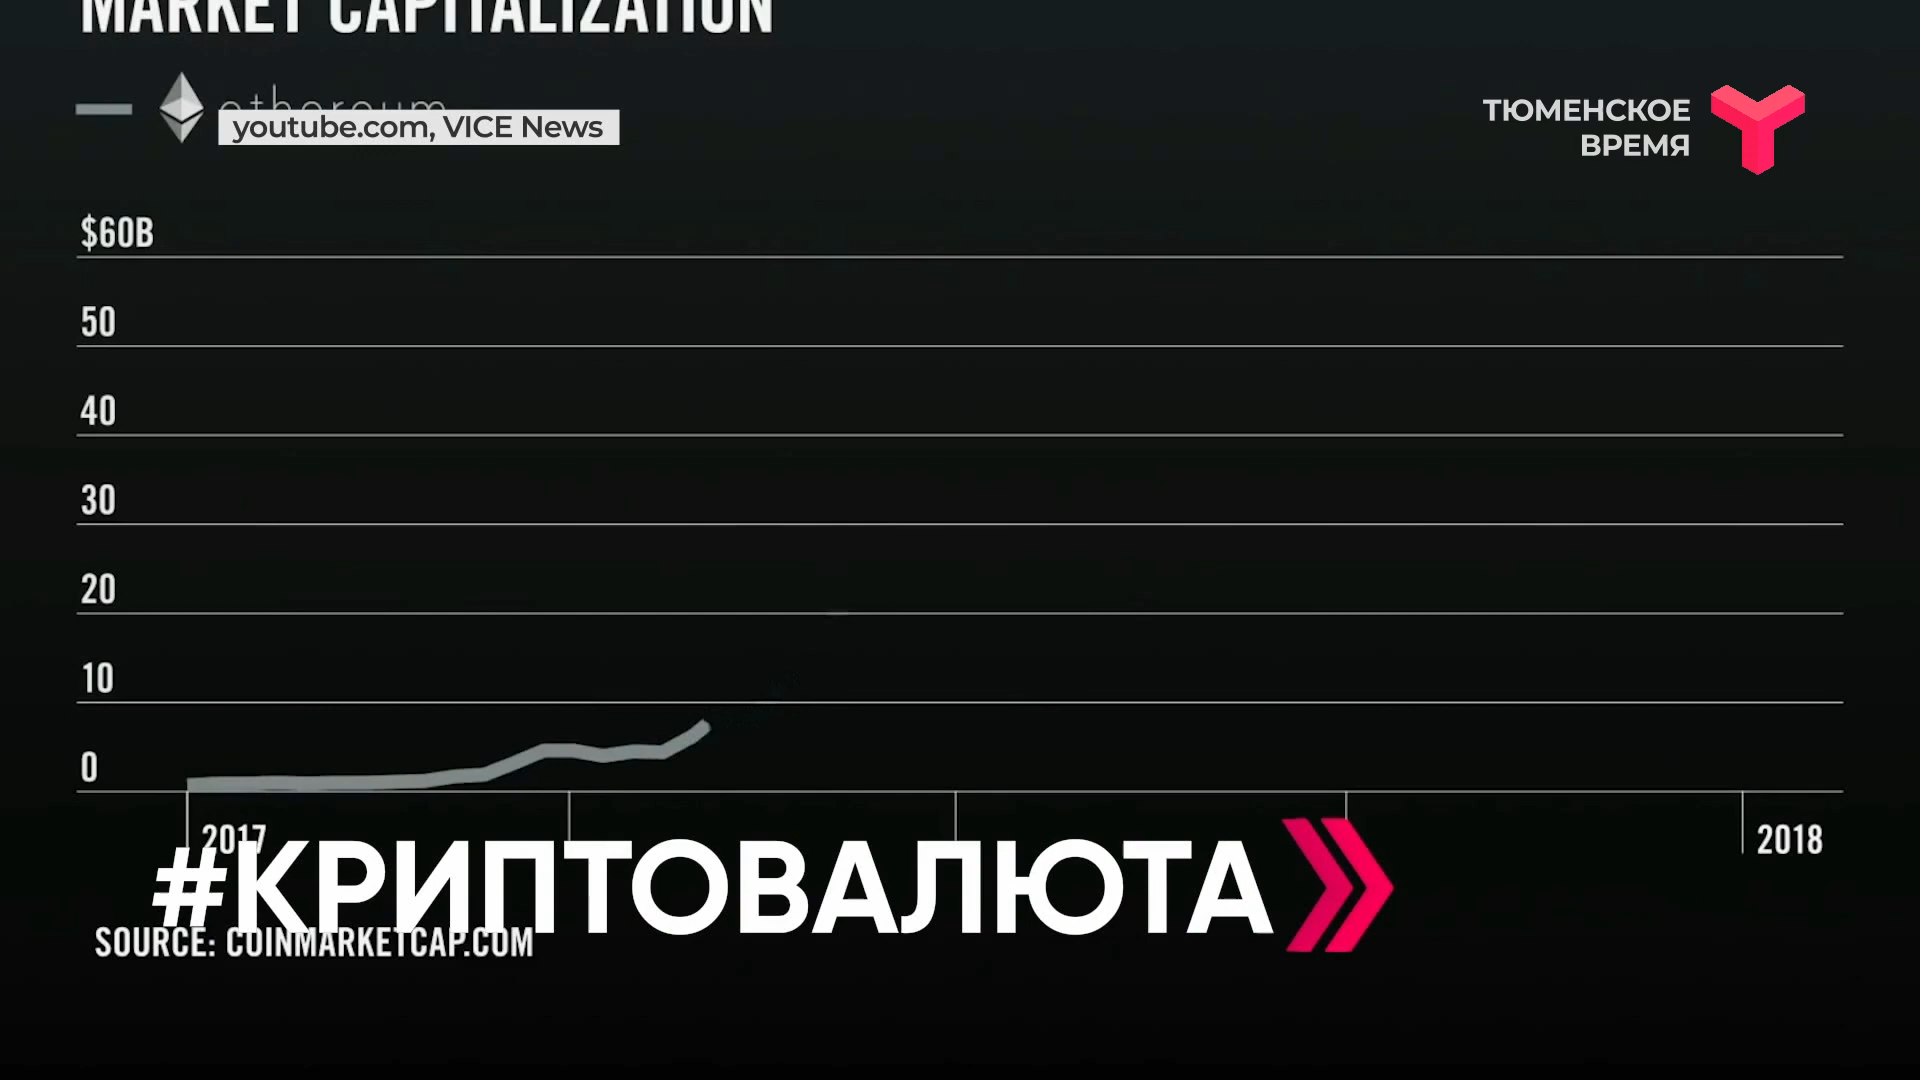 MARKET CAPITALIZATION
ethereum
youtube.com, VICE News
ТЮМЕНСКОЕ
ВРЕМЯ
$60B
50
40
30
20
10
0
2017
2018
#КРИПТОВАЛЮТА
SOURCE: COINMARKETCAP.COM